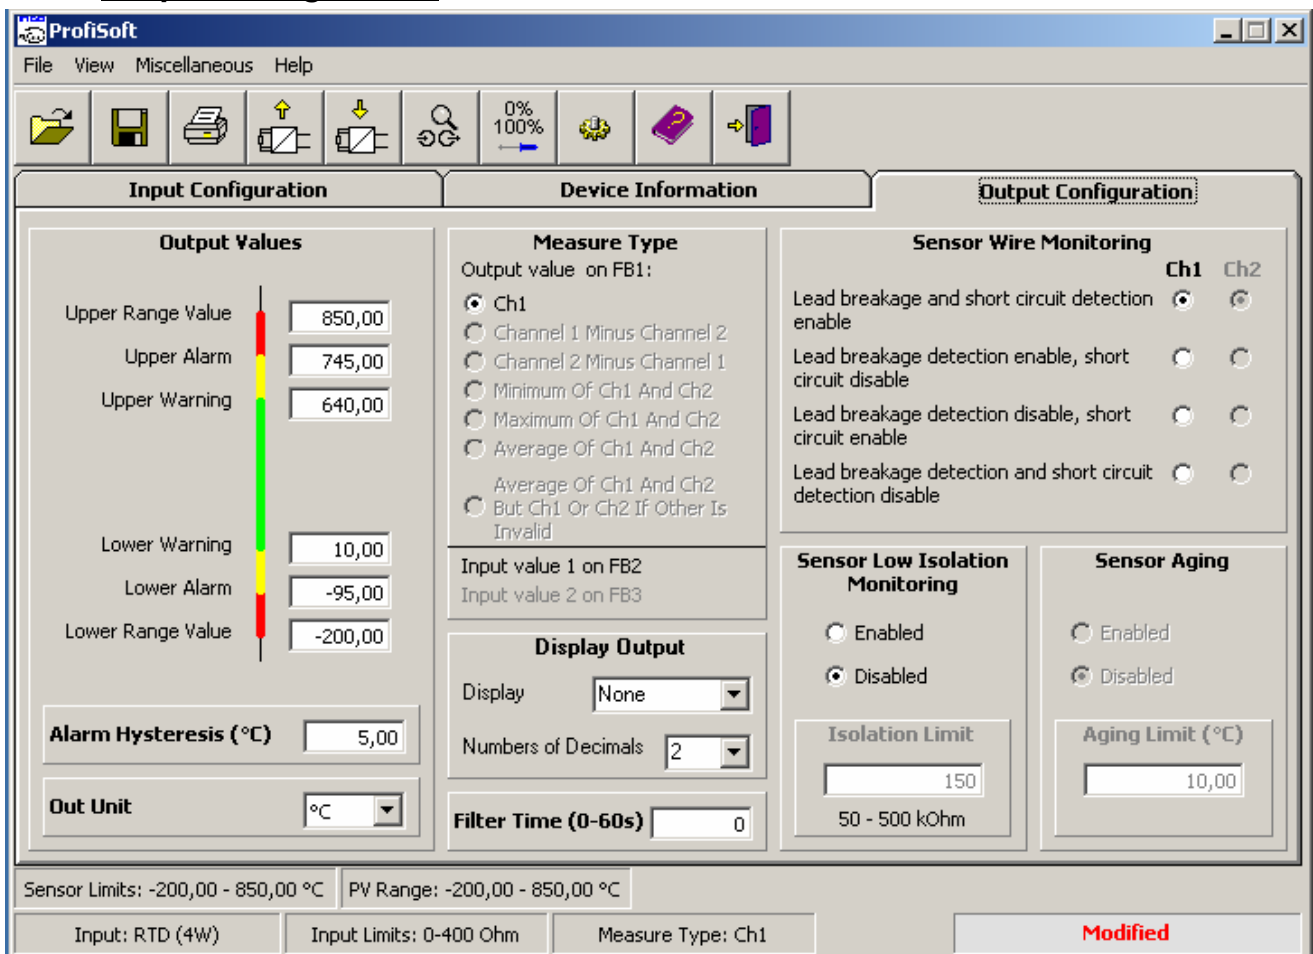 ProfiSoft
File View Miscellaneous Help
0%
100%
Input Configuration
Device Information
Output Configuration
Output Values
Upper Range Value 850,00
Upper Alarm 745,00
Upper Warning 640,00
Lower Warning 10,00
Lower Alarm -95,00
Lower Range Value -200,00
Alarm Hysteresis (°C) 5,00
Out Unit °C
Measure Type
Output value on FB1:
Ch1
Channel 1 Minus Channel 2
Channel 2 Minus Channel 1
Minimum Of Ch1 And Ch2
Maximum Of Ch1 And Ch2
Average Of Ch1 And Ch2
Average Of Ch1 And Ch2
But Ch1 Or Ch2 If Other Is
Invalid
Input value 1 on FB2
Input value 2 on FB3
Display Output
Display None
Numbers of Decimals 2
Filter Time (0-60s) 0
Sensor Wire Monitoring
Ch1 Ch2
Lead breakage and short circuit detection
enable
Lead breakage detection enable, short
circuit disable
Lead breakage detection disable, short
circuit enable
Lead breakage detection and short circuit
detection disable
Sensor Low Isolation
Monitoring
Enabled
Disabled
Isolation Limit
150
50 - 500 kOhm
Sensor Aging
Enabled
Disabled
Aging Limit (°C)
10,00
Sensor Limits: -200,00 - 850,00 °C
PV Range: -200,00 - 850,00 °C
Input: RTD (4W)
Input Limits: 0-400 Ohm
Measure Type: Ch1
Modified